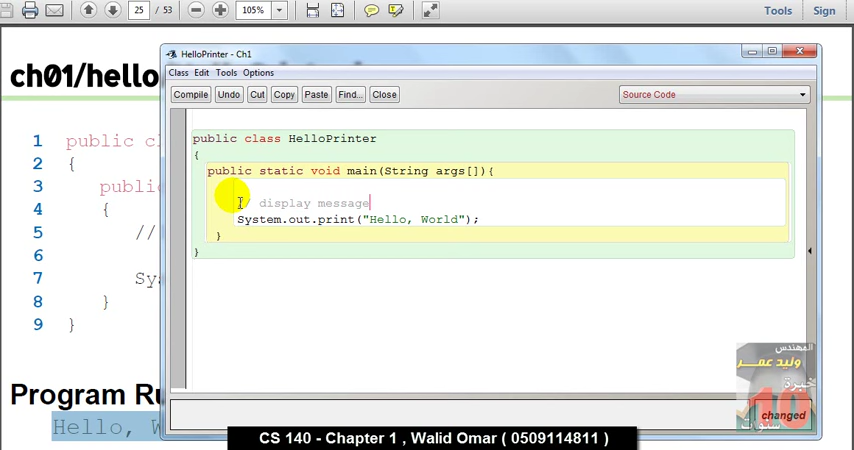 25 / 53 105% Tools Sign
HelloPrinter - Ch1
Class Edit Tools Options
Compile Undo Cut Copy Paste Find... Close Source Code
public class HelloPrinter
{
public static void main(String args[]){
/ display message
System.out.print("Hello, World");
}
}
changed
ch01/hello
1 public c
2 {
3 public
4 {
5 //
6
7 Sys
8 }
9 }
Program Ru
Hello, W
المهندس
وليد عمر
خبرة
10
سنوات
CS 140 - Chapter 1 , Walid Omar ( 0509114811 )